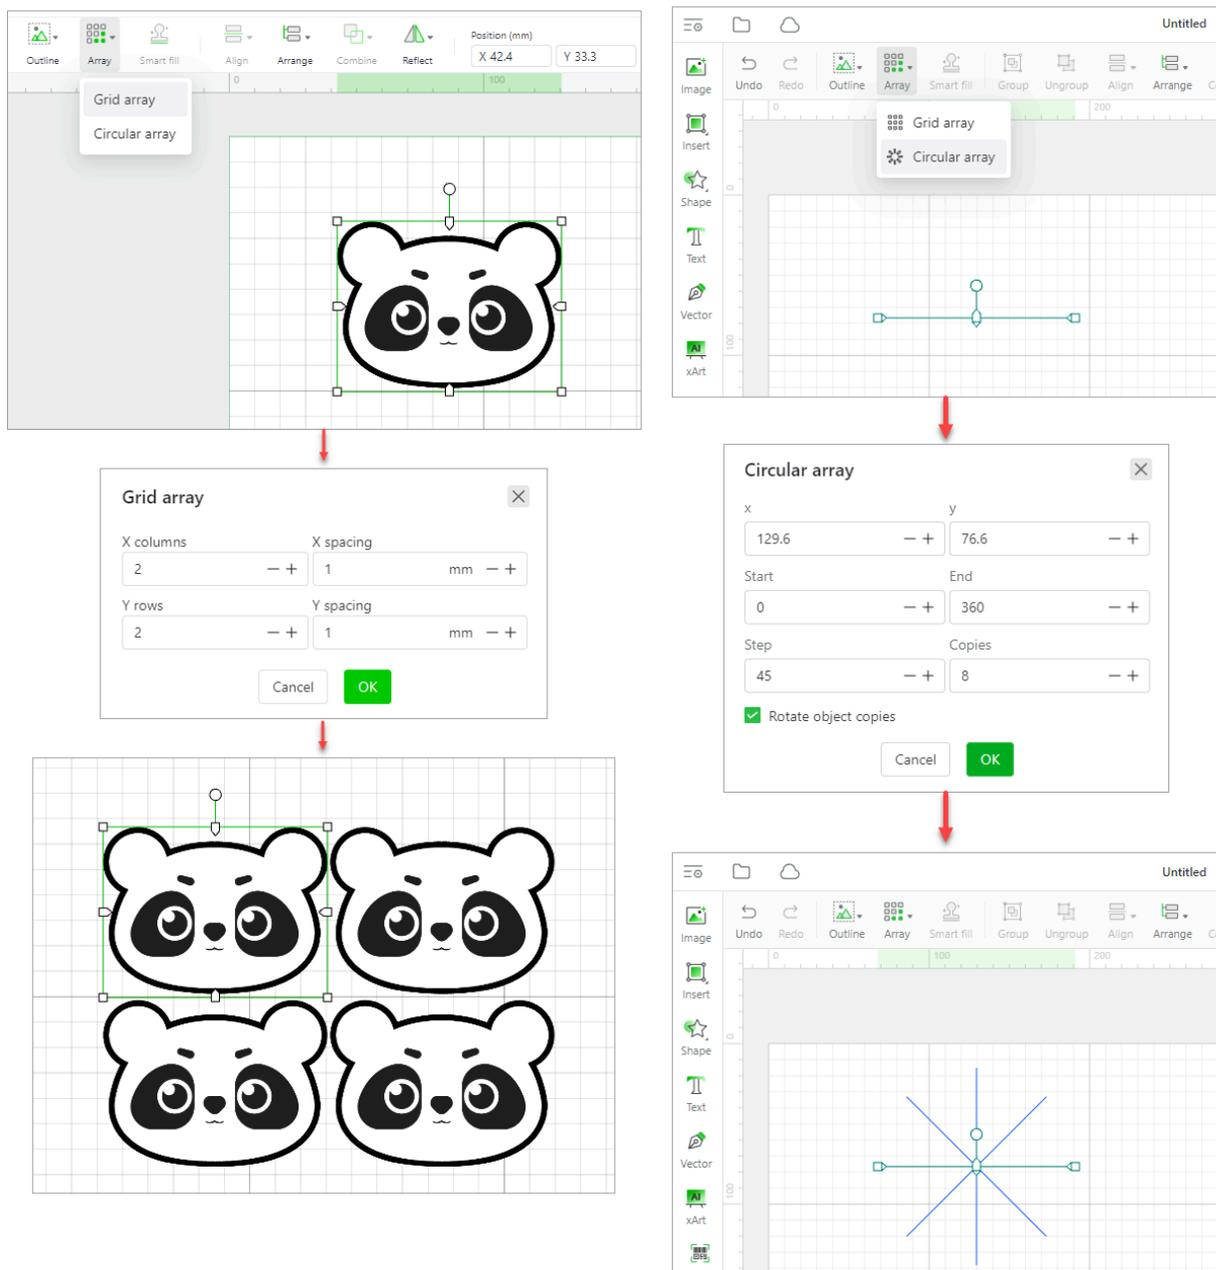 Outline
Array
Smart fill
Align
Arrange
Combine
Reflect
Position (mm)
X 42.4
Y 33.3
0
100
Grid array
Circular array
Grid array
X columns
X spacing
2
1
mm
Y rows
Y spacing
2
1
mm
Cancel
OK
Untitled
Image
Undo
Redo
Outline
Array
Smart fill
Group
Ungroup
Align
Arrange
0
200
Grid array
Circular array
Insert
Shape
Text
Vector
AI
xArt
0
100
Circular array
x
y
129.6
76.6
Start
End
0
360
Step
Copies
45
8
Rotate object copies
Cancel
OK
Untitled
Image
Undo
Redo
Outline
Array
Smart fill
Group
Ungroup
Align
Arrange
0
100
200
Insert
Shape
Text
Vector
AI
xArt
0
100